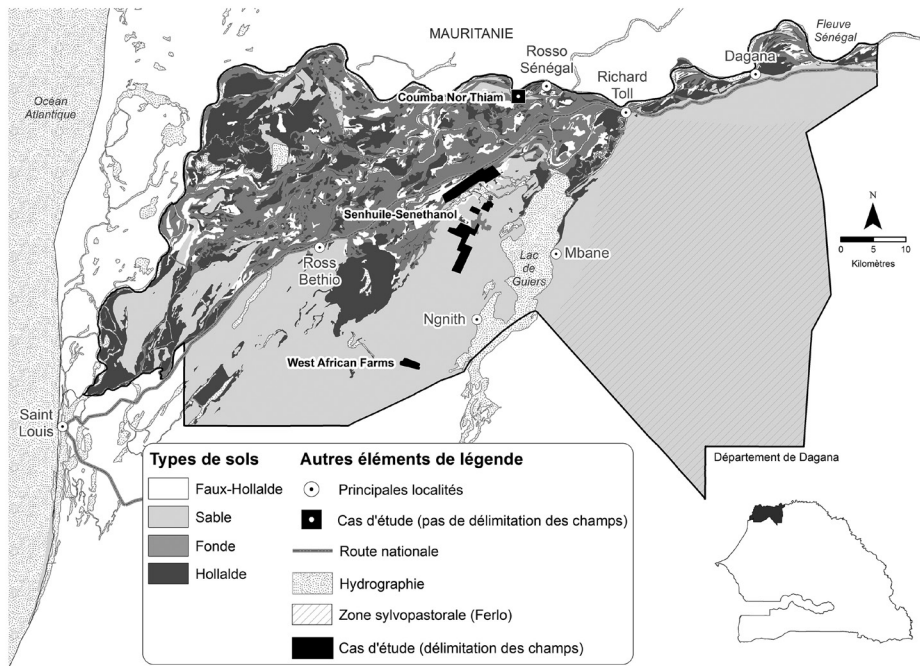 MAURITANIE
Fleuve
Sénégal
Rosso
Sénégal
Dagana
Richard
Toll
Océan
Atlantique
Coumba Nor Thiam
Senhuile-Senethanol
N
0 5 10
Kilomètres
Ross
Bethio
Lac
de
Guiers
Mbane
Ngnith
West African Farms
Saint
Louis
Département de Dagana
Types de sols
Faux-Hollalde
Sable
Fonde
Hollalde
Autres éléments de légende
Principales localités
Cas d'étude (pas de délimitation des champs)
Route nationale
Hydrographie
Zone sylvopastorale (Ferlo)
Cas d'étude (délimitation des champs)